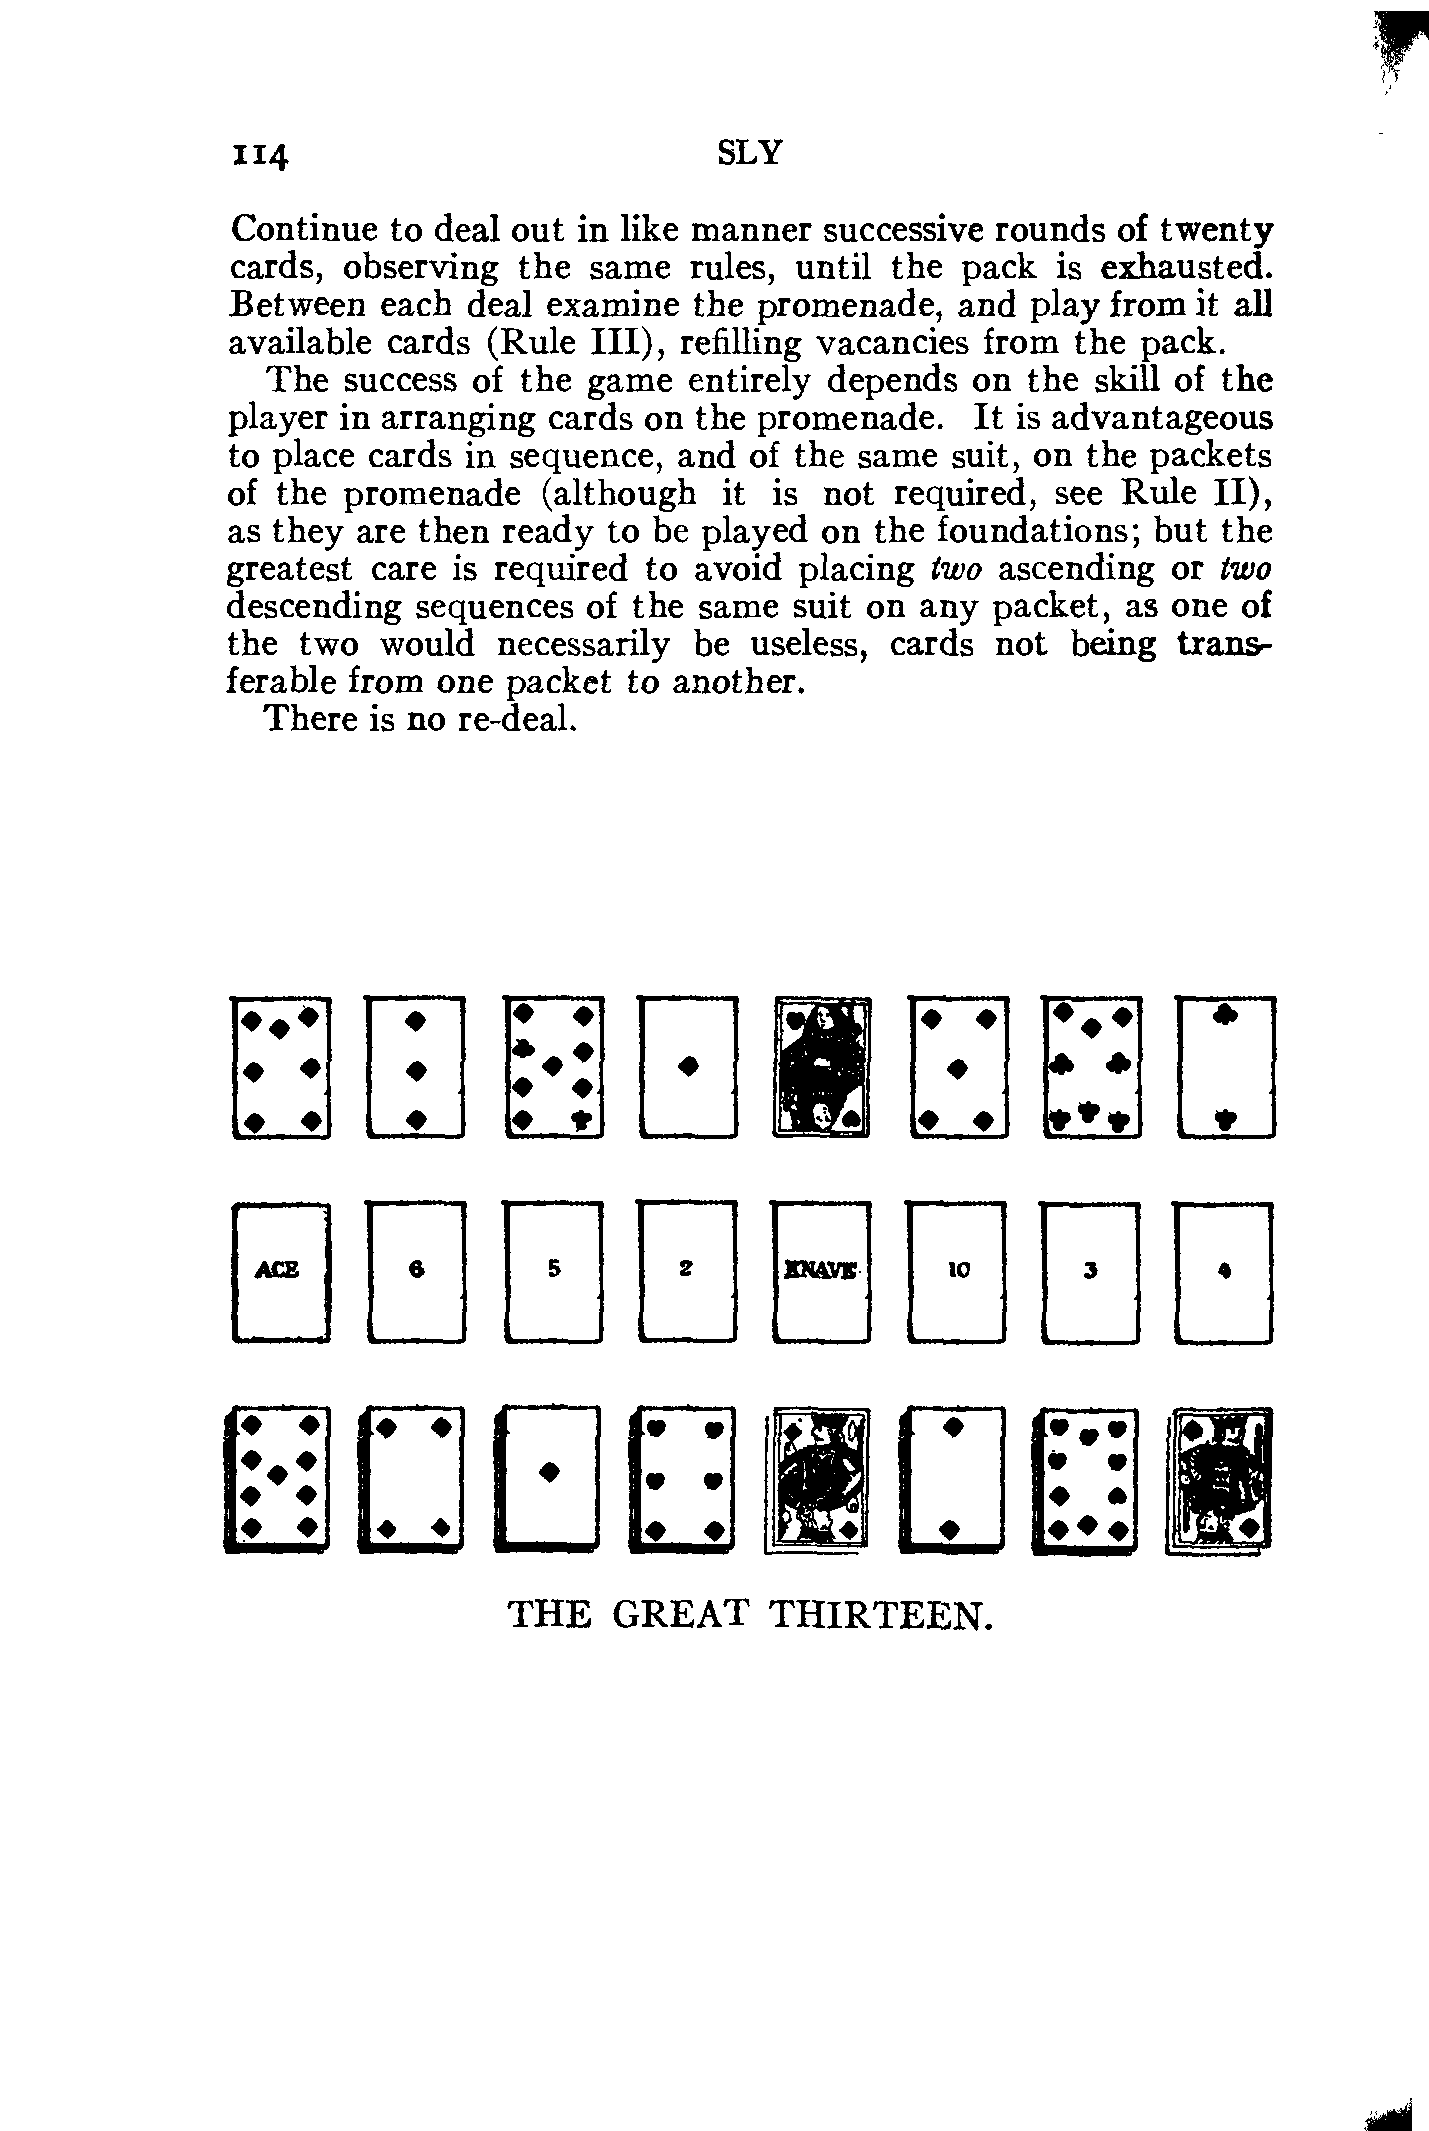 114 SLY
Continue to deal out in like manner successive rounds of twenty
cards, observing the same rules, until the pack is exhausted.
Between each deal examine the promenade, and play from it all
available cards (Rule III), refilling vacancies from the pack.
The success of the game entirely depends on the skill of the
player in arranging cards on the promenade. It is advantageous
to place cards in sequence, and of the same suit, on the packets
of the promenade (although it is not required, see Rule II),
as they are then ready to be played on the foundations; but the
greatest care is required to avoid placing two ascending or two
descending sequences of the same suit on any packet, as one of
the two would necessarily be useless, cards not being trans-
ferable from one packet to another.
There is no re-deal.
ACE 6 5 2 KNAVE 10 3 4
THE GREAT THIRTEEN.